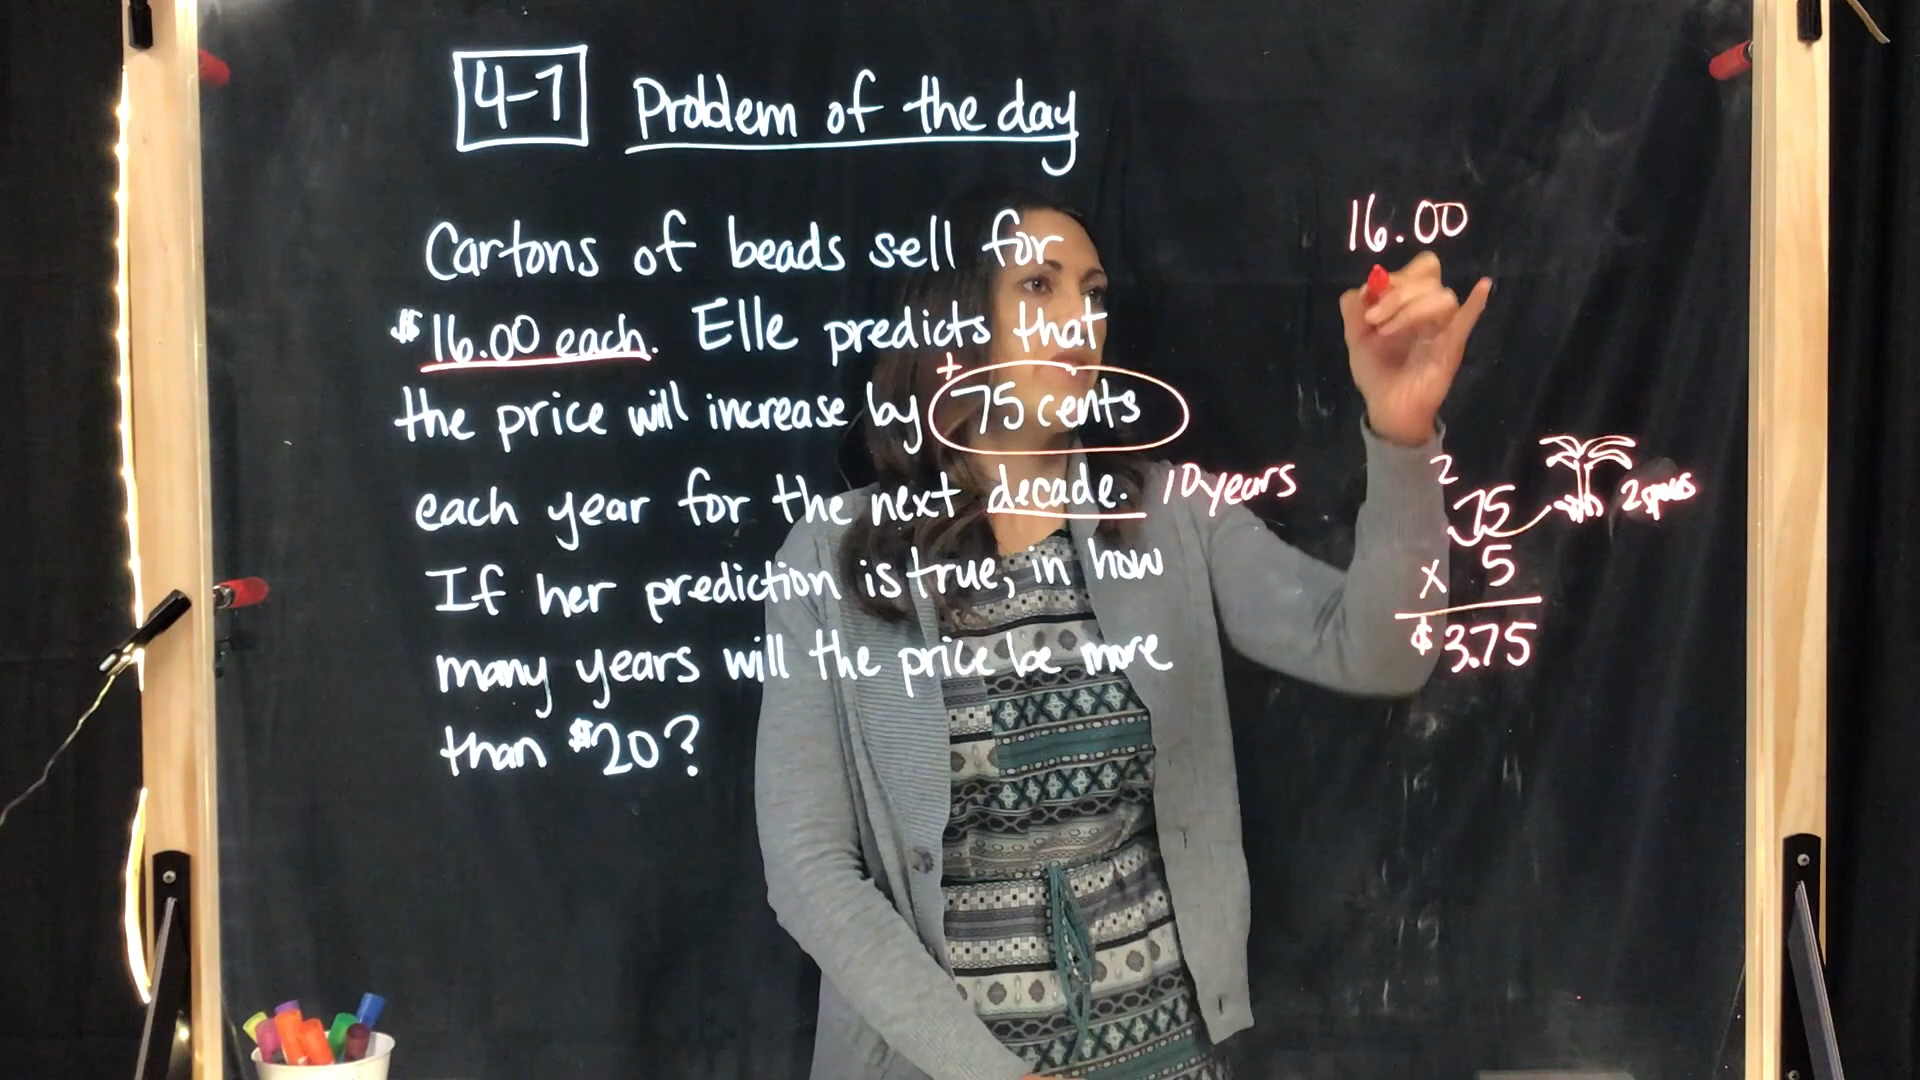 4-1 Problem of the day
Cartons of beads sell for
$16.00 each. Elle predicts that
+
the price will increase by 75 cents
each year for the next decade. 10 years
If her prediction is true, in how
many years will the price be more
than $20?
16.00
2
75
x 5
$3.75